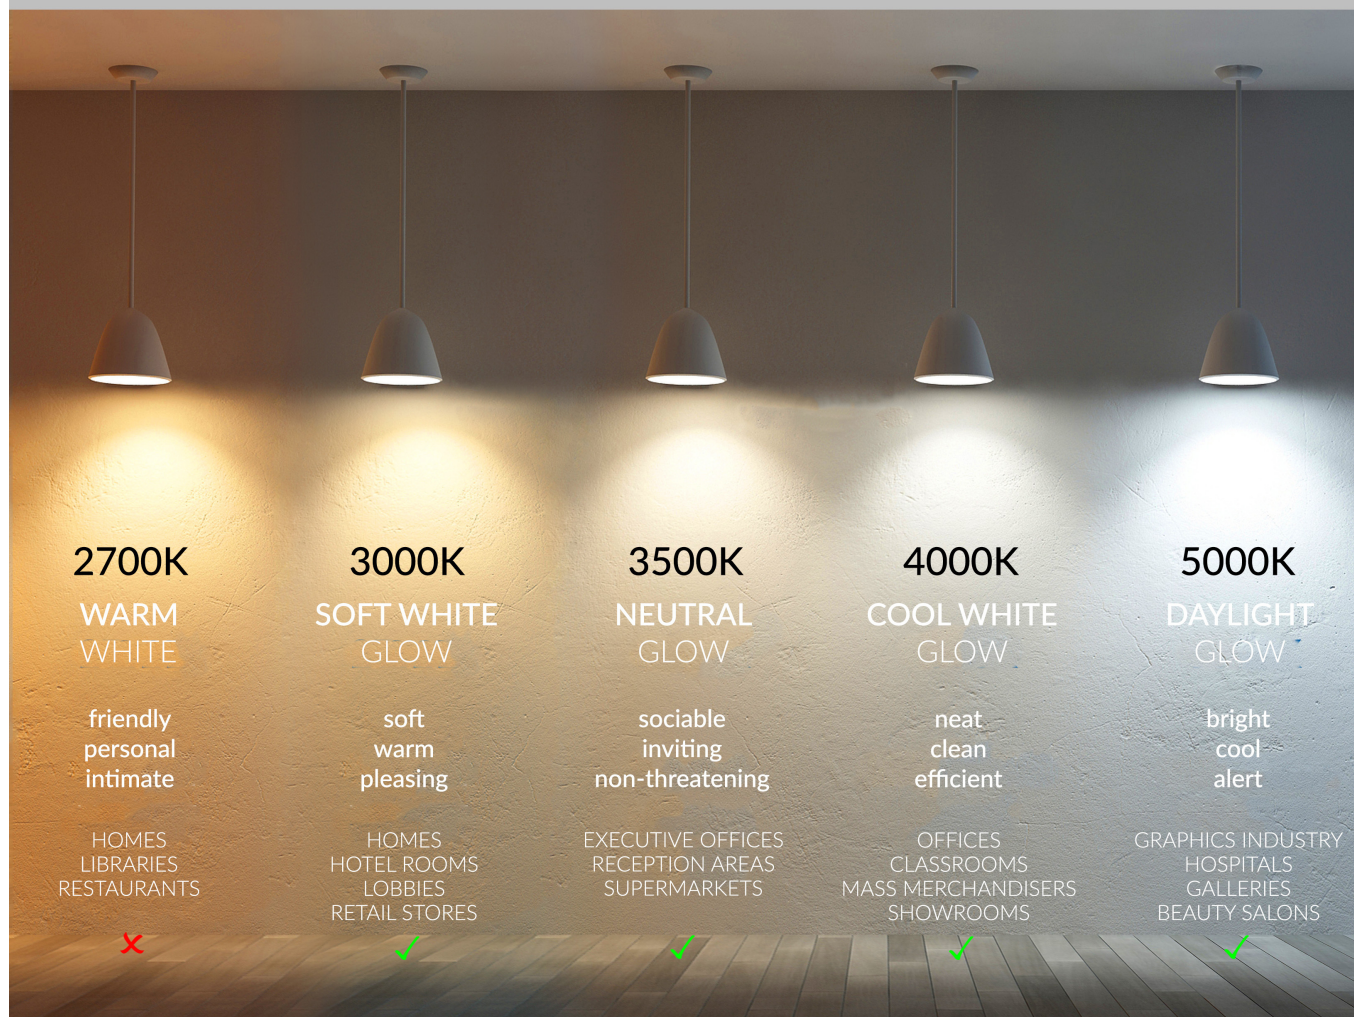 2700K
WARM
WHITE
friendly
personal
intimate
HOMES
LIBRARIES
RESTAURANTS
3000K
SOFT WHITE
GLOW
soft
warm
pleasing
HOMES
HOTEL ROOMS
LOBBIES
RETAIL STORES
3500K
NEUTRAL
GLOW
sociable
inviting
non-threatening
EXECUTIVE OFFICES
RECEPTION AREAS
SUPERMARKETS
4000K
COOL WHITE
GLOW
neat
clean
efficient
OFFICES
CLASSROOMS
MASS MERCHANDISERS
SHOWROOMS
5000K
DAYLIGHT
GLOW
bright
cool
alert
GRAPHICS INDUSTRY
HOSPITALS
GALLERIES
BEAUTY SALONS